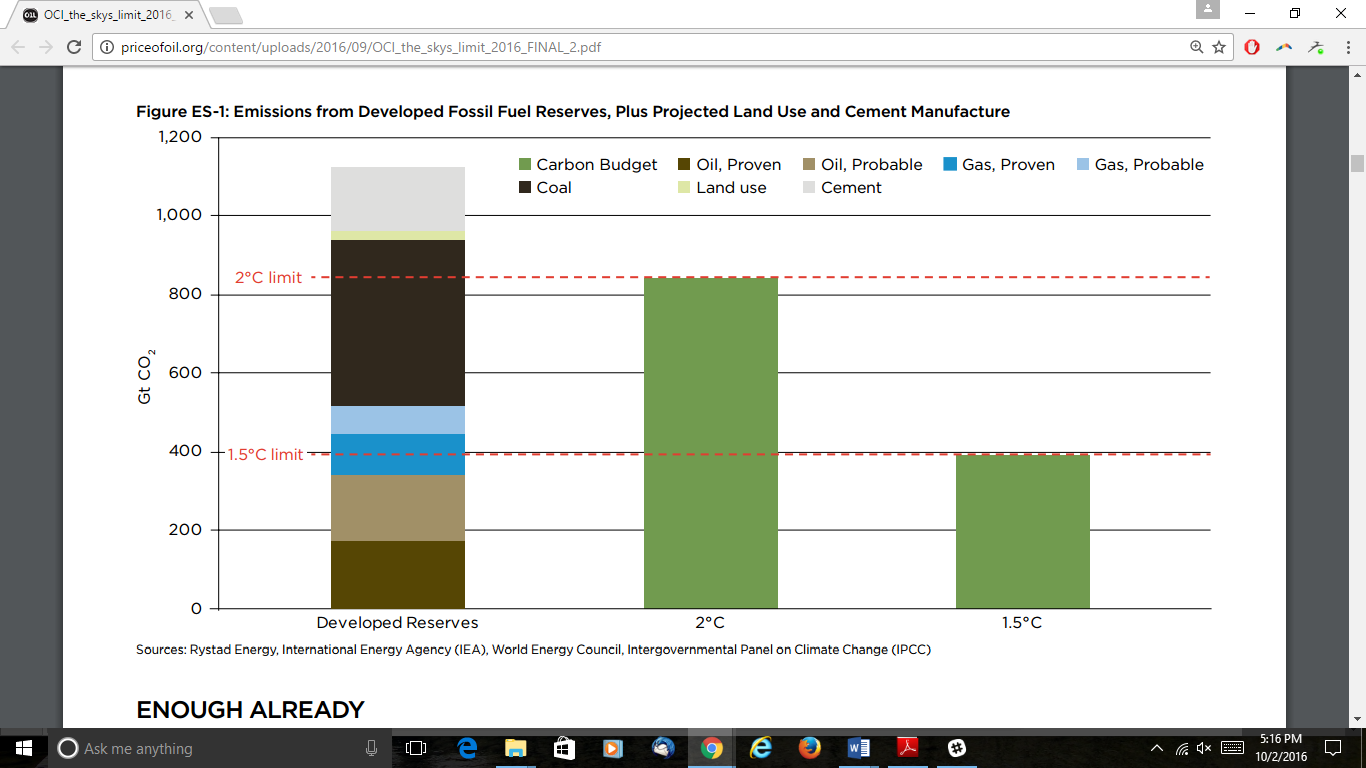 OIL
OCI_the_skys_limit_2016_
priceofoil.org/content/uploads/2016/09/OCI_the_skys_limit_2016_FINAL_2.pdf
Figure ES-1: Emissions from Developed Fossil Fuel Reserves, Plus Projected Land Use and Cement Manufacture
1,200
Carbon Budget Oil, Proven Oil, Probable Gas, Proven Gas, Probable
Coal Land use Cement
1,000
2°C limit
800
Gt CO₂
600
400
1.5°C limit
200
0
Developed Reserves 2°C 1.5°C
Sources: Rystad Energy, International Energy Agency (IEA), World Energy Council, Intergovernmental Panel on Climate Change (IPCC)
ENOUGH ALREADY
Ask me anything
5:16 PM
10/2/2016